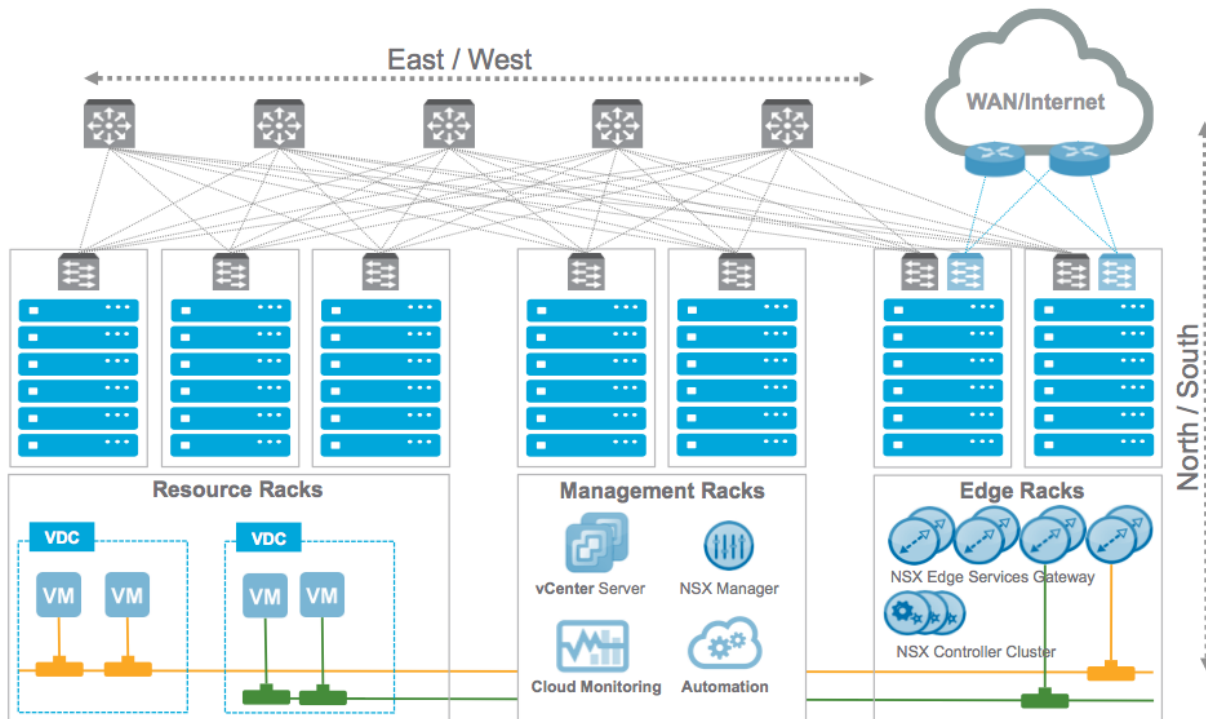 East / West
WAN/Internet
North / South
Resource Racks
VDC
VM
VM
VDC
VM
VM
Management Racks
vCenter Server
NSX Manager
Cloud Monitoring
Automation
Edge Racks
NSX Edge Services Gateway
NSX Controller Cluster